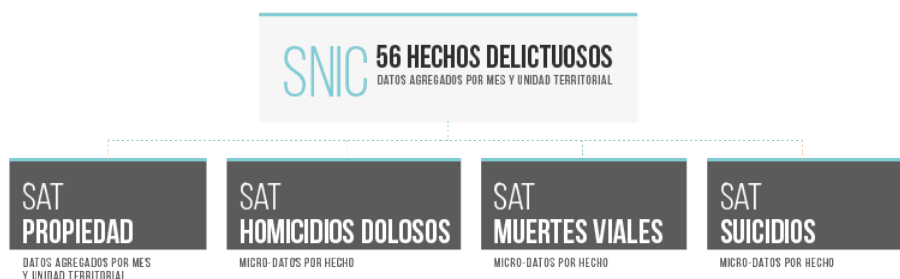 SNIC
56 HECHOS DELICTUOSOS
DATOS AGREGADOS POR MES Y UNIDAD TERRITORIAL
SAT
PROPIEDAD
DATOS AGREGADOS POR MES
Y UNIDAD TERRITORIAL
SAT
HOMICIDIOS DOLOSOS
MICRO-DATOS POR HECHO
SAT
MUERTES VIALES
MICRO-DATOS POR HECHO
SAT
SUICIDIOS
MICRO-DATOS POR HECHO